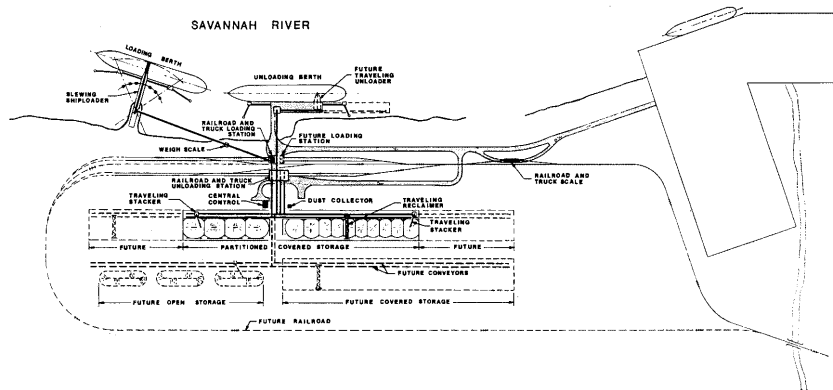 SAVANNAH RIVER
LOADING BERTH
SLEWING
SHIPLOADER
UNLOADING BERTH
FUTURE
TRAVELING
UNLOADER
RAILROAD AND
TRUCK LOADING
STATION
FUTURE LOADING
STATION
WEIGH SCALE
RAILROAD AND TRUCK
UNLOADING STATION
RAILROAD AND
TRUCK SCALE
TRAVELING
STACKER
CENTRAL
CONTROL
DUST COLLECTOR
TRAVELING
RECLAIMER
TRAVELING
STACKER
FUTURE
PARTITIONED COVERED STORAGE
FUTURE
FUTURE CONVEYORS
FUTURE OPEN STORAGE
FUTURE COVERED STORAGE
FUTURE RAILROAD